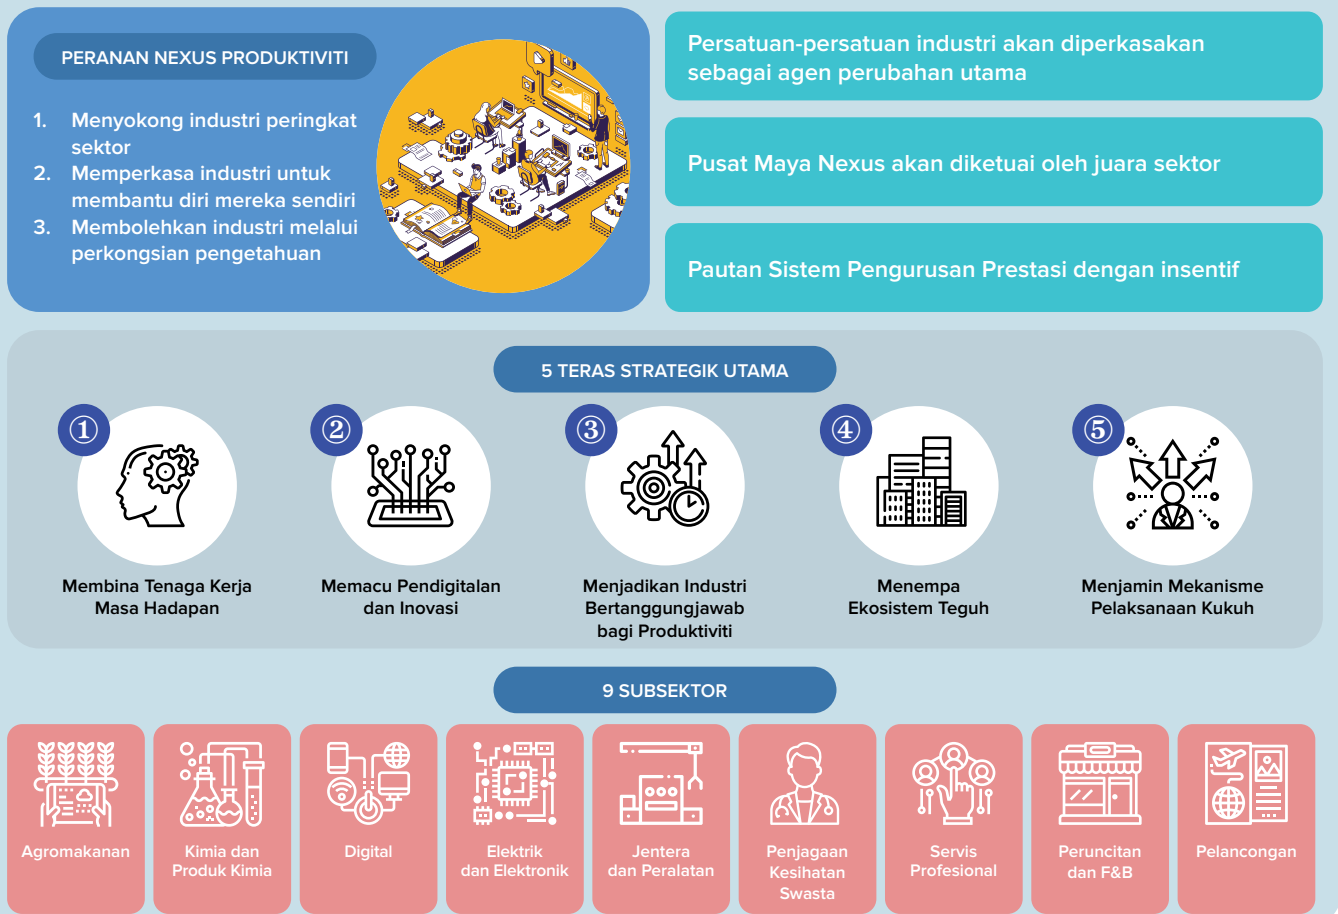 PERANAN NEXUS PRODUKTIVITI
1. Menyokong industri peringkat
sektor
2. Memperkasa industri untuk
membantu diri mereka sendiri
3. Membolehkan industri melalui
perkongsian pengetahuan
Persatuan-persatuan industri akan diperkasakan
sebagai agen perubahan utama
Pusat Maya Nexus akan diketuai oleh juara sektor
Pautan Sistem Pengurusan Prestasi dengan insentif
5 TERAS STRATEGIK UTAMA
①
Membina Tenaga Kerja
Masa Hadapan
②
Memacu Pendigitalan
dan Inovasi
③
Menjadikan Industri
Bertanggungjawab
bagi Produktiviti
④
Menempa
Ekosistem Teguh
⑤
Menjamin Mekanisme
Pelaksanaan Kukuh
9 SUBSEKTOR
Agromakanan
Kimia dan
Produk Kimia
Digital
Elektrik
dan Elektronik
Jentera
dan Peralatan
Penjagaan
Kesihatan
Swasta
Servis
Profesional
Peruncitan
dan F&B
Pelancongan